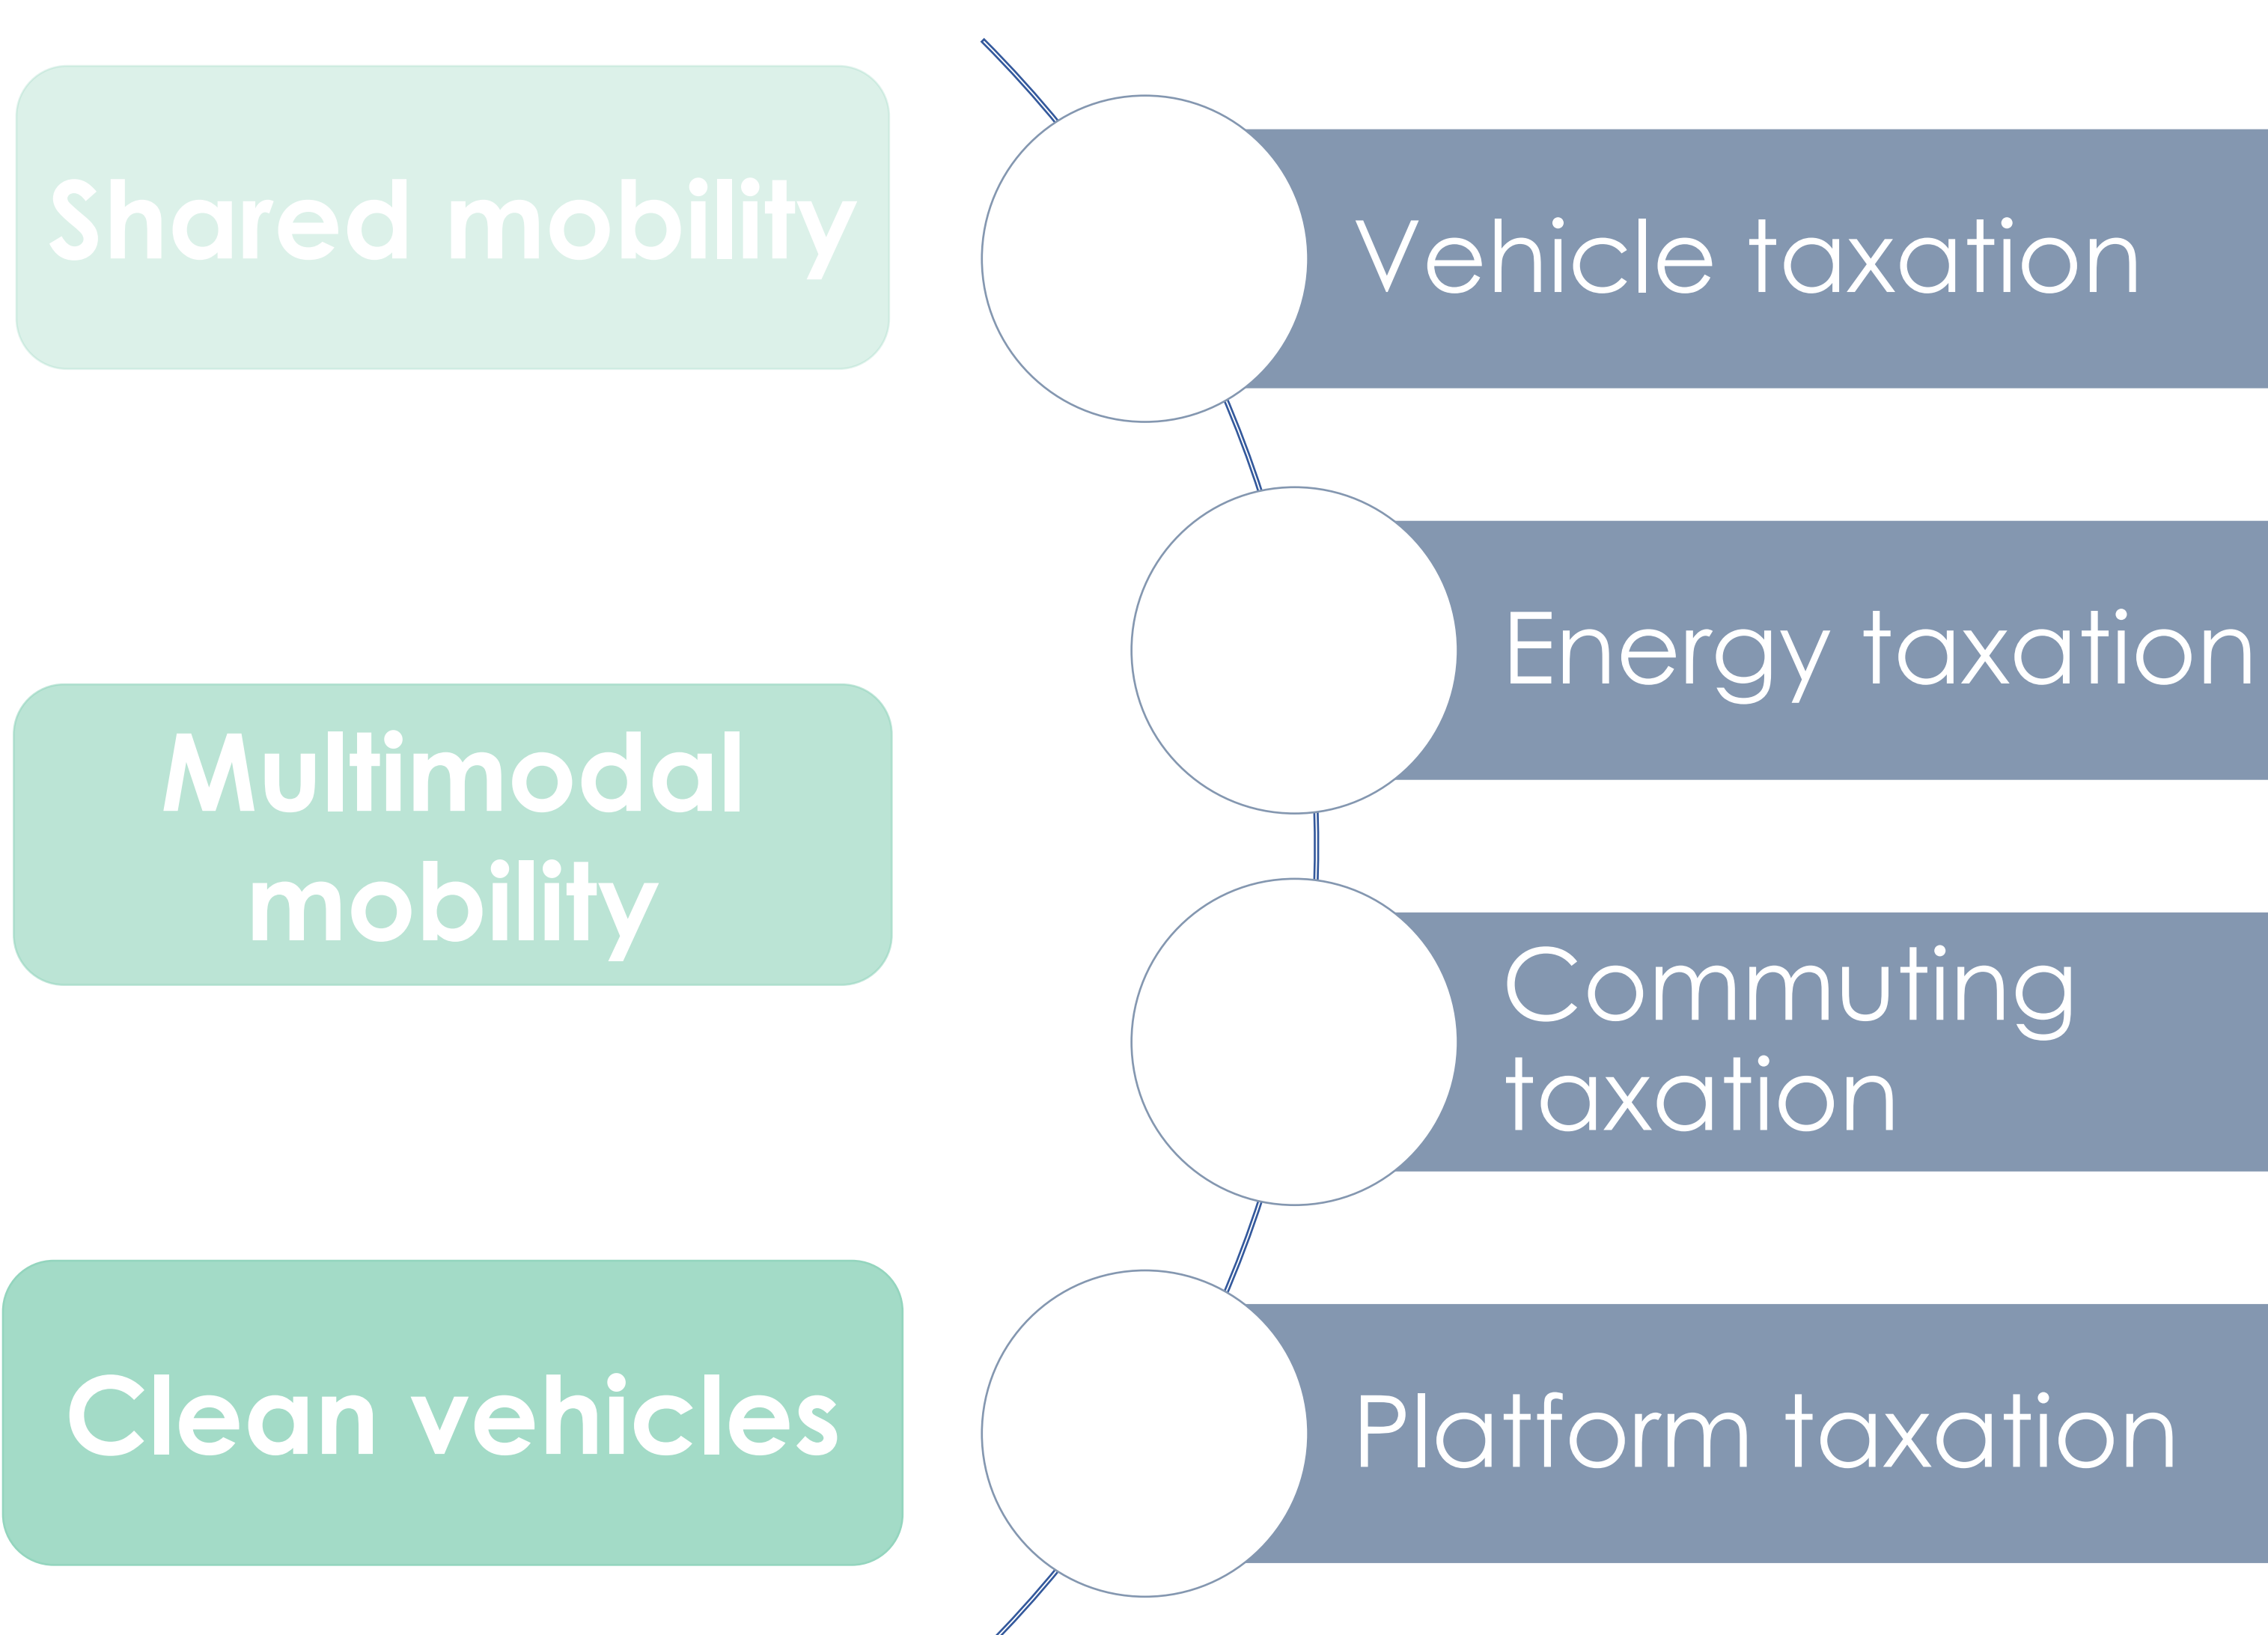 Shared mobility
Multimodal
mobility
Clean vehicles
Vehicle taxation
Energy taxation
Commuting
taxation
Platform taxation